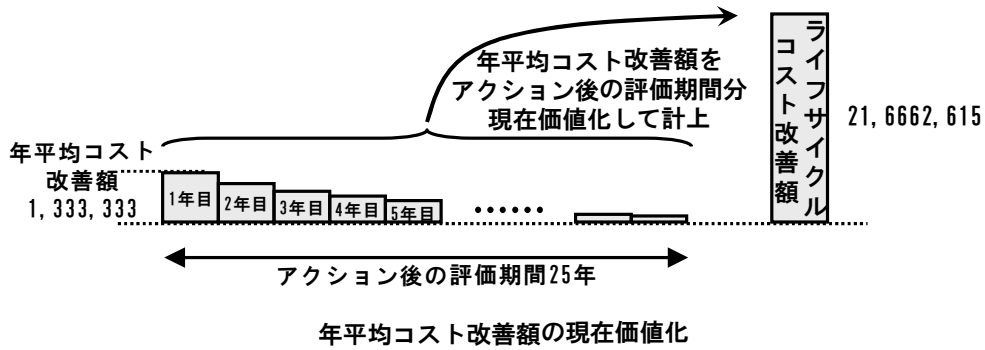 年平均コスト改善額を
アクション後の評価期間分
現在価値化して計上
ライフサイクル
コスト改善額
21,6662,615
年平均コスト
改善額
1,333,333
1年目
2年目
3年目
4年目
5年目
••••••
アクション後の評価期間25年
年平均コスト改善額の現在価値化